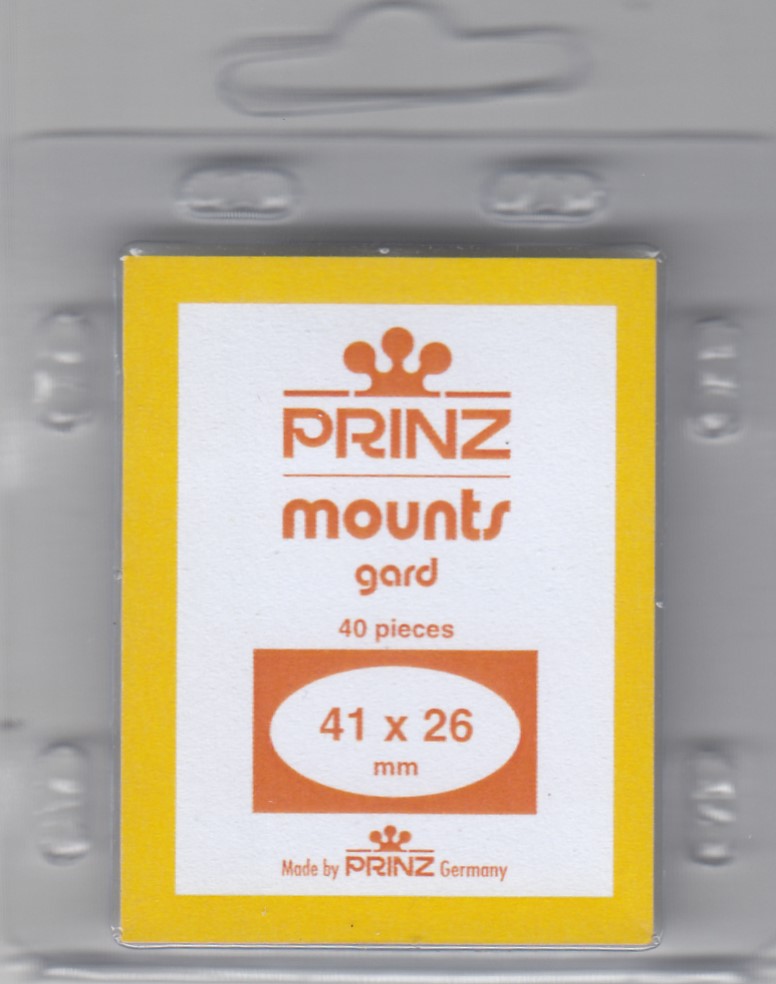 PRINZ
mounts
gard
40 pieces
41 x 26
mm
Made by PRINZ Germany